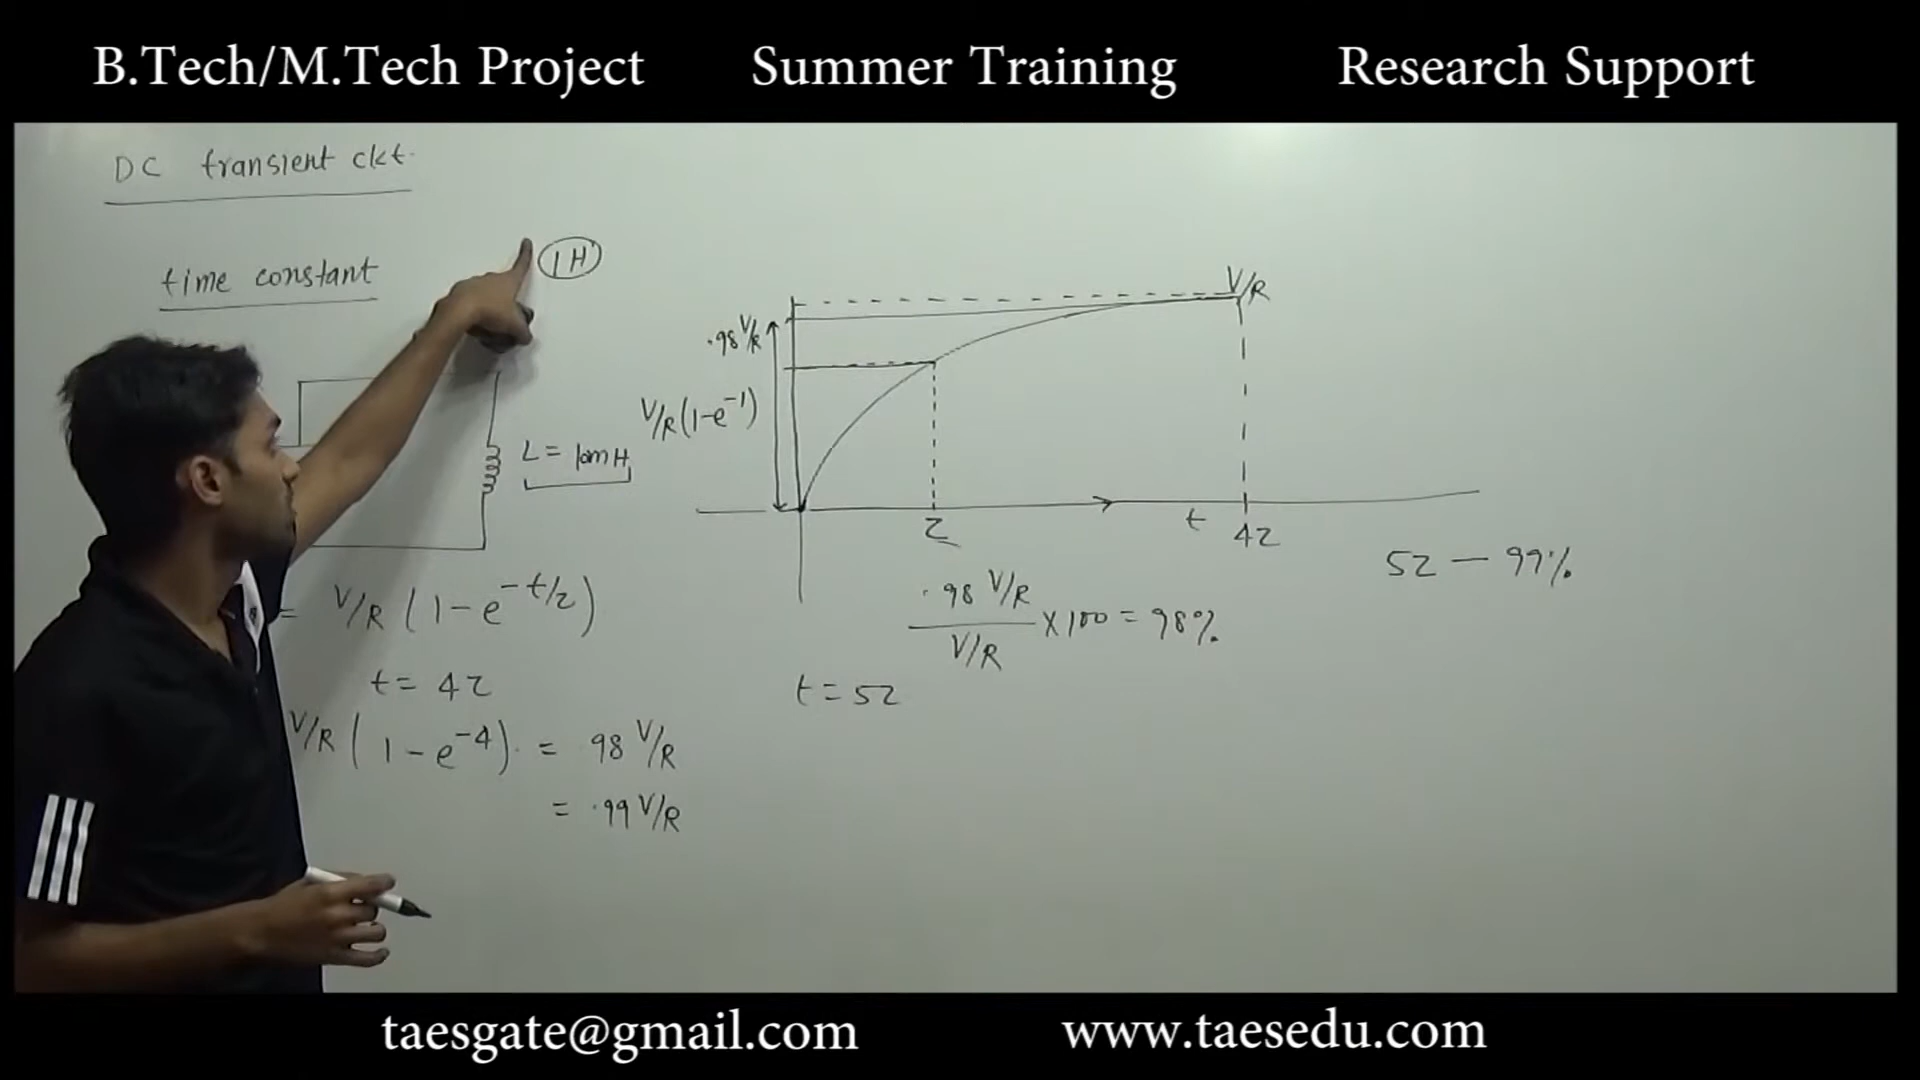 B.Tech/M.Tech Project Summer Training Research Support
DC transient ckt.
time constant
1H
L = 10mH
= V/R (1-e^-t/τ)
t = 4τ
V/R (1-e^-4) = .98 V/R
= .99 V/R
V/R
.98 V/R
V/R (1-e^-1)
τ
t
4τ
5τ — 99%
.98 V/R
V/R
X100 = 98%
t = 5τ
taesgate@gmail.com www.taesedu.com